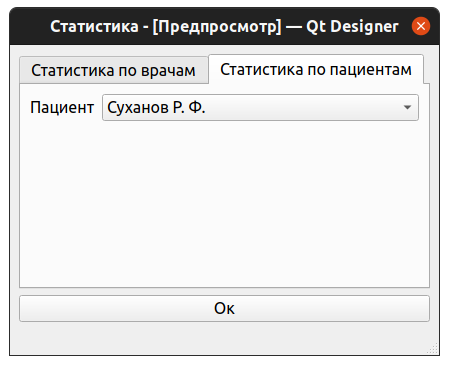 Статистика - [Предпросмотр] — Qt Designer
Статистика по врачам
Статистика по пациентам
Пациент
Суханов Р. Ф.
Ок